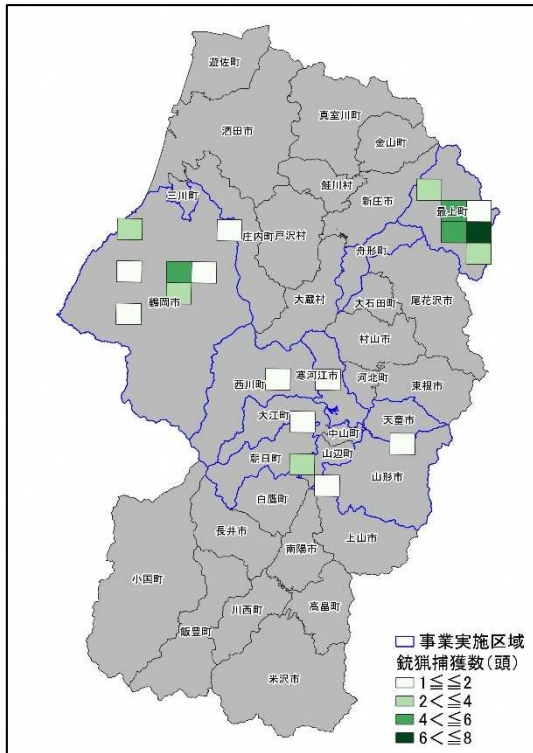 遊佐町
真室川町
酒田市
金山町
鮭川村
新庄市
三川町
最上町
庄内町
戸沢村
舟形町
鶴岡市
大蔵村
大石田町
尾花沢市
村山市
西川町
寒河江市
河北町
東根市
大江町
天童市
中山町
朝日町
山辺町
山形市
白鷹町
長井市
上山市
南陽市
小国町
高畠町
川西町
飯豊町
米沢市
事業実施区域
銃猟捕獲数(頭)
1≦≦2
2<≦4
4<≦6
6<≦8